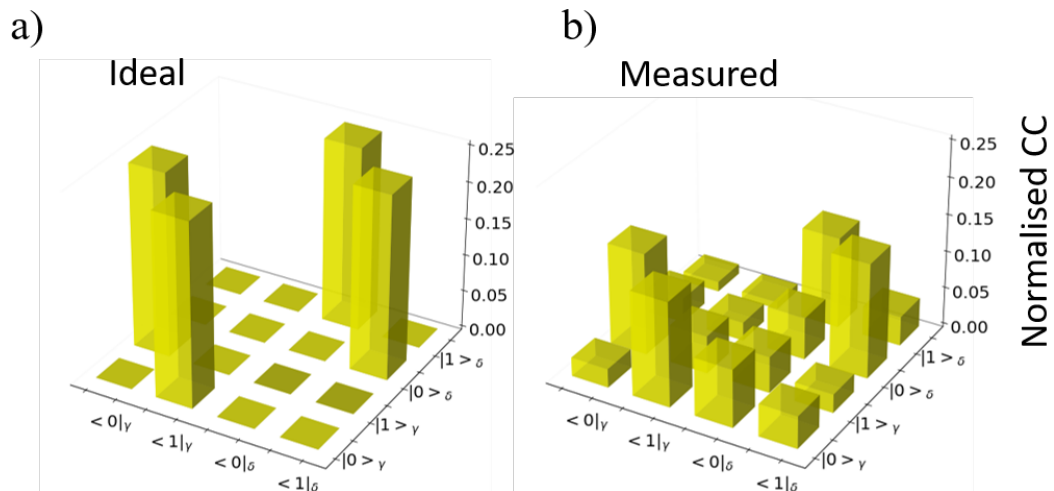 a)
Ideal
0.25
0.20
0.15
0.10
0.05
0.00
|1 > δ
|0 > δ
|1 > γ
|0 > γ
< 0|γ
< 1|γ
< 0|δ
< 1|δ
b)
Measured
0.25
0.20
0.15
0.10
0.05
0.00
|1 > δ
|0 > δ
|1 > γ
|0 > γ
< 0|γ
< 1|γ
< 0|δ
< 1|δ
Normalised CC